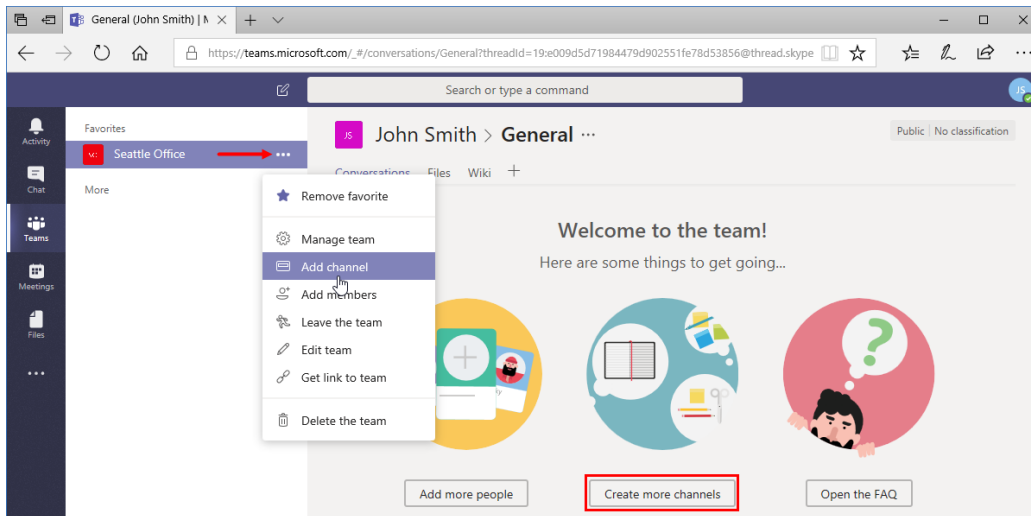 General (John Smith) | M
https://teams.microsoft.com/_#/conversations/General?threadId=19:e009d5d71984479d902551fe78d53856@thread.skype
Search or type a command
JS
Activity
Chat
Teams
Meetings
Files
Favorites
Seattle Office
More
Remove favorite
Manage team
Add channel
Add members
Leave the team
Edit team
Get link to team
Delete the team
JS
John Smith > General ...
Public | No classification
Conversations Files Wiki +
Welcome to the team!
Here are some things to get going...
Add more people
Create more channels
Open the FAQ